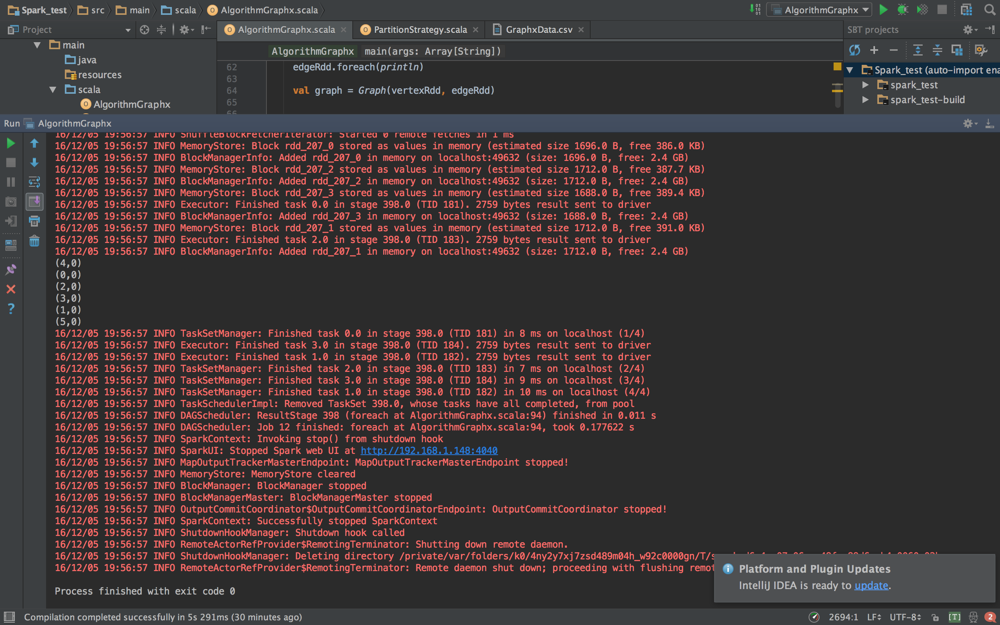 Spark_test src main scala AlgorithmGraphx.scala
AlgorithmGraphx
Project
AlgorithmGraphx.scala PartitionStrategy.scala GraphxData.csv
SBT projects
main
java
resources
scala
AlgorithmGraphx
AlgorithmGraphx main(args: Array[String])
62 edgeRdd.foreach(println)
63
64 val graph = Graph(vertexRdd, edgeRdd)
65
66
Spark_test (auto-import ena
spark_test
spark_test-build
Run AlgorithmGraphx
16/12/05 19:56:57 INFO ShuffleBlockFetcherIterator: Started 0 remote fetches in 1 ms
16/12/05 19:56:57 INFO MemoryStore: Block rdd_207_0 stored as values in memory (estimated size 1696.0 B, free 386.0 KB)
16/12/05 19:56:57 INFO BlockManagerInfo: Added rdd_207_0 in memory on localhost:49632 (size: 1696.0 B, free: 2.4 GB)
16/12/05 19:56:57 INFO MemoryStore: Block rdd_207_2 stored as values in memory (estimated size 1712.0 B, free 387.7 KB)
16/12/05 19:56:57 INFO BlockManagerInfo: Added rdd_207_2 in memory on localhost:49632 (size: 1712.0 B, free: 2.4 GB)
16/12/05 19:56:57 INFO MemoryStore: Block rdd_207_3 stored as values in memory (estimated size 1688.0 B, free 389.4 KB)
16/12/05 19:56:57 INFO Executor: Finished task 0.0 in stage 398.0 (TID 181). 2759 bytes result sent to driver
16/12/05 19:56:57 INFO BlockManagerInfo: Added rdd_207_3 in memory on localhost:49632 (size: 1688.0 B, free: 2.4 GB)
16/12/05 19:56:57 INFO MemoryStore: Block rdd_207_1 stored as values in memory (estimated size 1712.0 B, free 391.0 KB)
16/12/05 19:56:57 INFO Executor: Finished task 2.0 in stage 398.0 (TID 183). 2759 bytes result sent to driver
16/12/05 19:56:57 INFO BlockManagerInfo: Added rdd_207_1 in memory on localhost:49632 (size: 1712.0 B, free: 2.4 GB)
(4,0)
(0,0)
(2,0)
(3,0)
(1,0)
(5,0)
16/12/05 19:56:57 INFO TaskSetManager: Finished task 0.0 in stage 398.0 (TID 181) in 8 ms on localhost (1/4)
16/12/05 19:56:57 INFO Executor: Finished task 3.0 in stage 398.0 (TID 184). 2759 bytes result sent to driver
16/12/05 19:56:57 INFO Executor: Finished task 1.0 in stage 398.0 (TID 182). 2759 bytes result sent to driver
16/12/05 19:56:57 INFO TaskSetManager: Finished task 2.0 in stage 398.0 (TID 183) in 7 ms on localhost (2/4)
16/12/05 19:56:57 INFO TaskSetManager: Finished task 3.0 in stage 398.0 (TID 184) in 9 ms on localhost (3/4)
16/12/05 19:56:57 INFO TaskSetManager: Finished task 1.0 in stage 398.0 (TID 182) in 10 ms on localhost (4/4)
16/12/05 19:56:57 INFO TaskSchedulerImpl: Removed TaskSet 398.0, whose tasks have all completed, from pool
16/12/05 19:56:57 INFO DAGScheduler: ResultStage 398 (foreach at AlgorithmGraphx.scala:94) finished in 0.011 s
16/12/05 19:56:57 INFO DAGScheduler: Job 12 finished: foreach at AlgorithmGraphx.scala:94, took 0.177622 s
16/12/05 19:56:57 INFO SparkContext: Invoking stop() from shutdown hook
16/12/05 19:56:57 INFO SparkUI: Stopped Spark web UI at http://192.168.1.148:4040
16/12/05 19:56:57 INFO MapOutputTrackerMasterEndpoint: MapOutputTrackerMasterEndpoint stopped!
16/12/05 19:56:57 INFO MemoryStore: MemoryStore cleared
16/12/05 19:56:57 INFO BlockManager: BlockManager stopped
16/12/05 19:56:57 INFO BlockManagerMaster: BlockManagerMaster stopped
16/12/05 19:56:57 INFO OutputCommitCoordinator$OutputCommitCoordinatorEndpoint: OutputCommitCoordinator stopped!
16/12/05 19:56:57 INFO SparkContext: Successfully stopped SparkContext
16/12/05 19:56:57 INFO ShutdownHookManager: Shutdown hook called
16/12/05 19:56:57 INFO RemoteActorRefProvider$RemotingTerminator: Shutting down remote daemon.
16/12/05 19:56:57 INFO ShutdownHookManager: Deleting directory /private/var/folders/k0/4ny2y7xj7zsd489m04h_w92c0000gn/T/s
16/12/05 19:56:57 INFO RemoteActorRefProvider$RemotingTerminator: Remote daemon shut down; proceeding with flushing remot
Process finished with exit code 0
Platform and Plugin Updates
IntelliJ IDEA is ready to update.
Compilation completed successfully in 5s 291ms (30 minutes ago)
2694:1 LF UTF-8 [T] 2